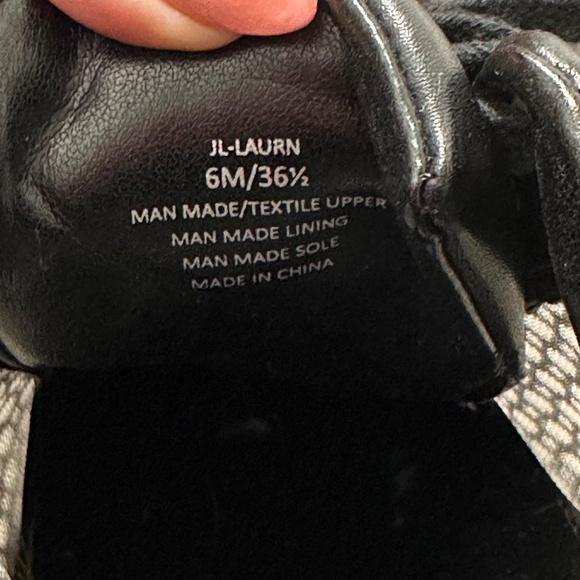 JL-LAURN
6M/36½
MAN MADE/TEXTILE UPPER
MAN MADE LINING
MAN MADE SOLE
MADE IN CHINA